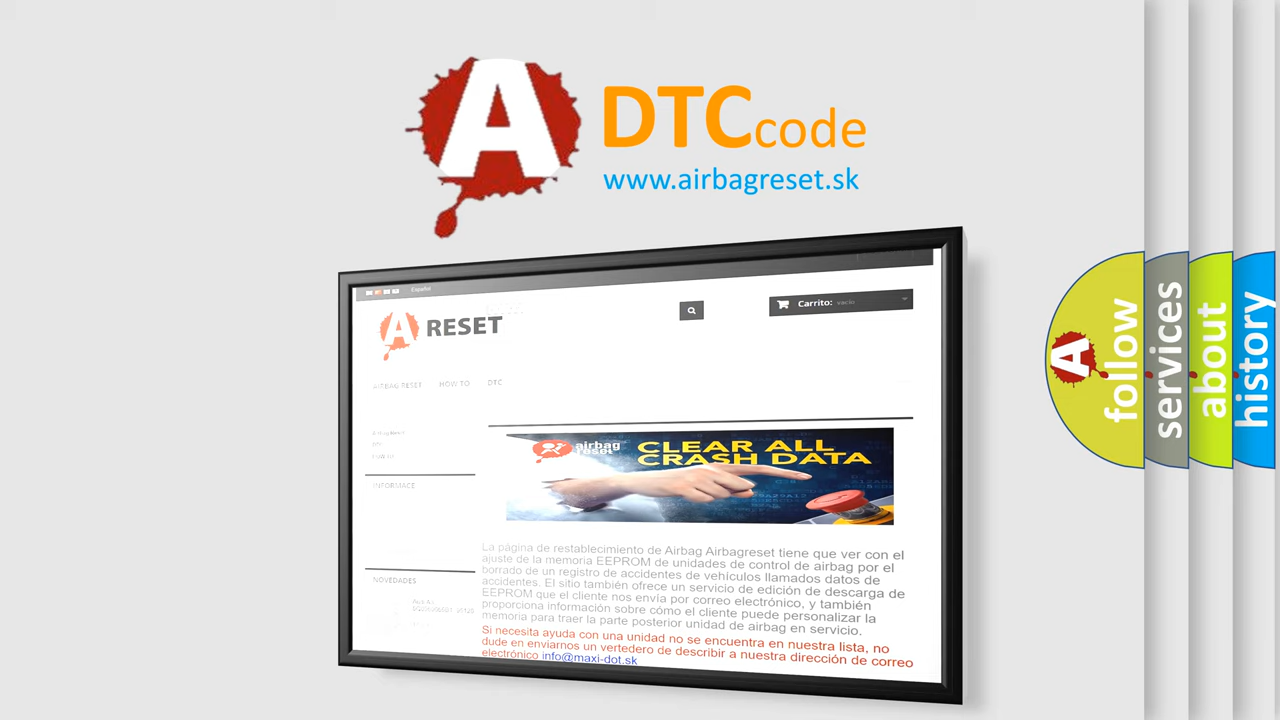 A DTCcode
www.airbagreset.sk
Español
A RESET
Carrito: vacío
AIRBAG RESET HOW TO DTC
INFORMACE
airbag
reset
CLEAR ALL
CRASH DATA
La página de restablecimiento de Airbag Airbagreset tiene que ver con el
ajuste de la memoria EEPROM de unidades de control de airbag por el
borrado de un registro de accidentes de vehículos llamados datos de
accidentes. El sitio también ofrece un servicio de edición de descarga de
EEPROM que el cliente nos envía por correo electrónico, y también
proporciona información sobre cómo el cliente puede personalizar la
memoria para traer la parte posterior unidad de airbag en servicio.
Si necesita ayuda con una unidad no se encuentra en nuestra lista, no
dude en enviarnos un vertedero de describir a nuestra dirección de correo
electrónico info@maxi-dot.sk
NOVEDADES
A follow
services
about
history